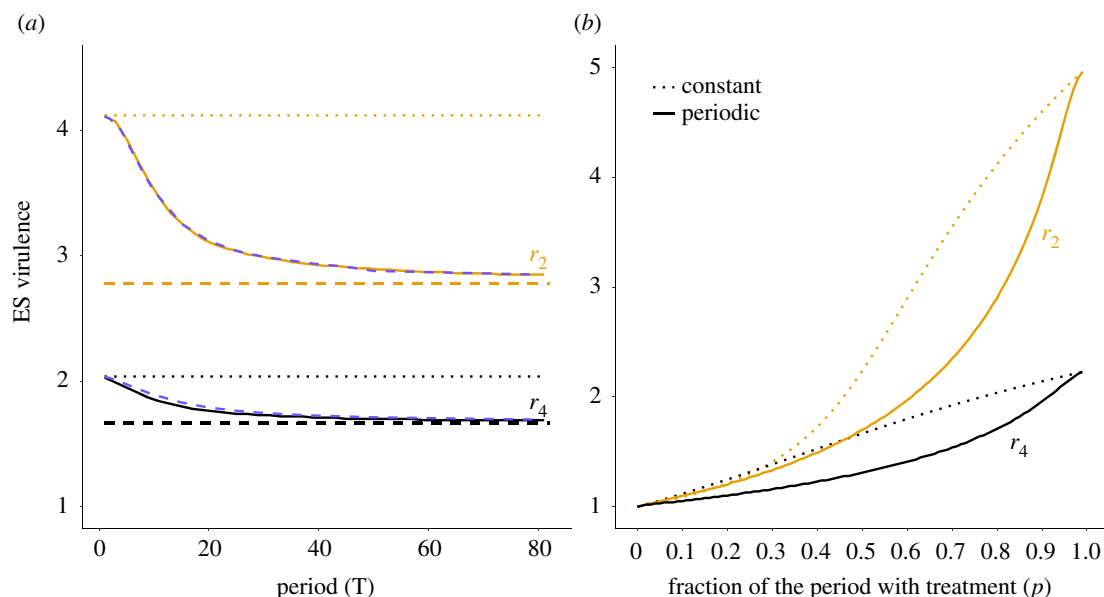 (a)
ES virulence
4
3
2
1
r2
r4
0
20
40
60
80
period (T)
(b)
constant
periodic
5
4
3
2
1
r2
r4
0
0.1
0.2
0.3
0.4
0.5
0.6
0.7
0.8
0.9
1.0
fraction of the period with treatment (p)